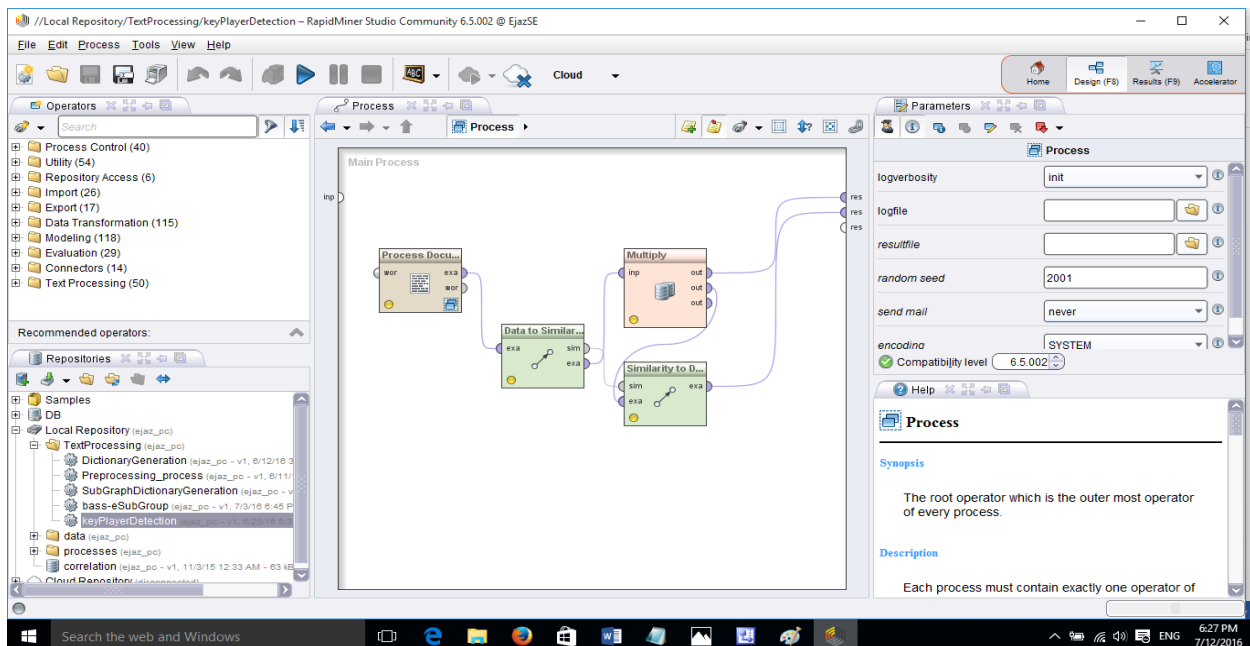 //Local Repository/TextProcessing/keyPlayerDetection – RapidMiner Studio Community 6.5.002 @ EjazSE
File Edit Process Tools View Help
Cloud
Home
Design (F8)
Results (F9)
Accelerator
Operators
Search
Process Control (40)
Utility (54)
Repository Access (6)
Import (26)
Export (17)
Data Transformation (115)
Modeling (118)
Evaluation (29)
Connectors (14)
Text Processing (50)
Recommended operators:
Repositories
Samples
DB
Local Repository (ejaz_pc)
TextProcessing (ejaz_pc)
DictionaryGeneration (ejaz_pc - v1, 6/12/16 3
Preprocessing_process (ejaz_pc - v1, 6/11/
SubGraphDictionaryGeneration (ejaz_pc - v
bass-eSubGroup (ejaz_pc - v1, 7/3/16 6:45 P
keyPlayerDetection
data (ejaz_pc)
processes (ejaz_pc)
correlation (ejaz_pc - v1, 11/3/15 12:33 AM - 63 kB
Cloud Repository (disconnected)
Process
Process
Main Process
inp
res
res
res
Process Docu...
wor exa
wor
Data to Similar...
exa sim
exa
Multiply
inp out
out
out
Similarity to D...
sim exa
exa
Parameters
Process
logverbosity init
logfile
resultfile
random seed 2001
send mail never
encoding SYSTEM
Compatibility level 6.5.002
Help
Process
Synopsis
The root operator which is the outer most operator
of every process.
Description
Each process must contain exactly one operator of
Search the web and Windows
ABC
ENG
6:27 PM
7/12/2016